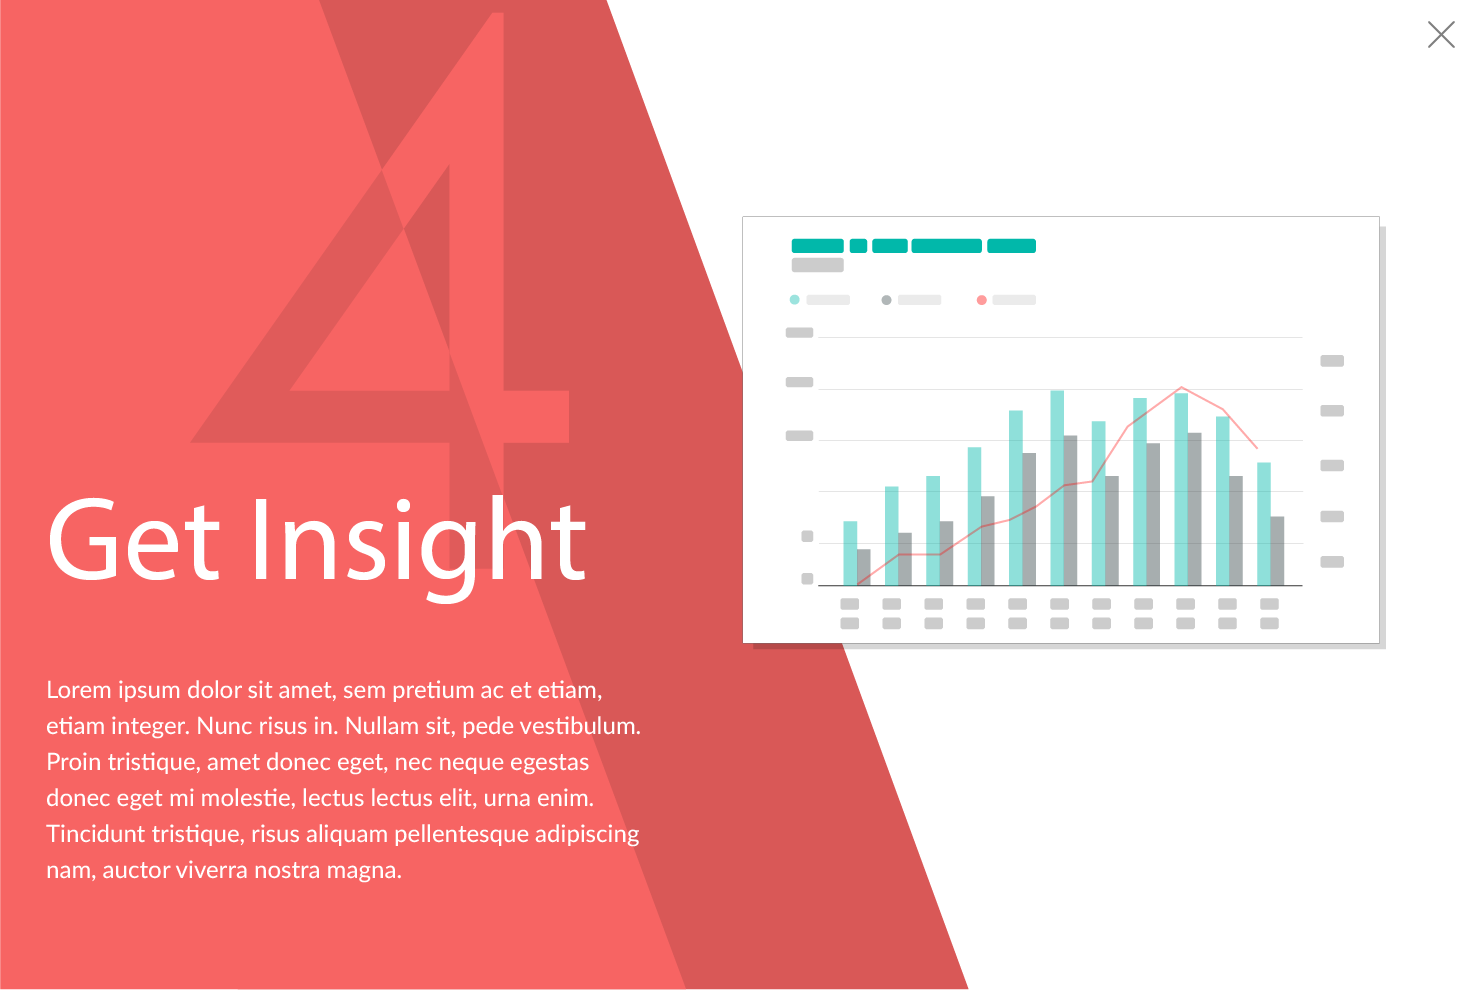 4
Get Insight
Lorem ipsum dolor sit amet, sem pretium ac et etiam,
etiam integer. Nunc risus in. Nullam sit, pede vestibulum.
Proin tristique, amet donec eget, nec neque egestas
donec eget mi molestie, lectus lectus elit, urna enim.
Tincidunt tristique, risus aliquam pellentesque adipiscing
nam, auctor viverra nostra magna.